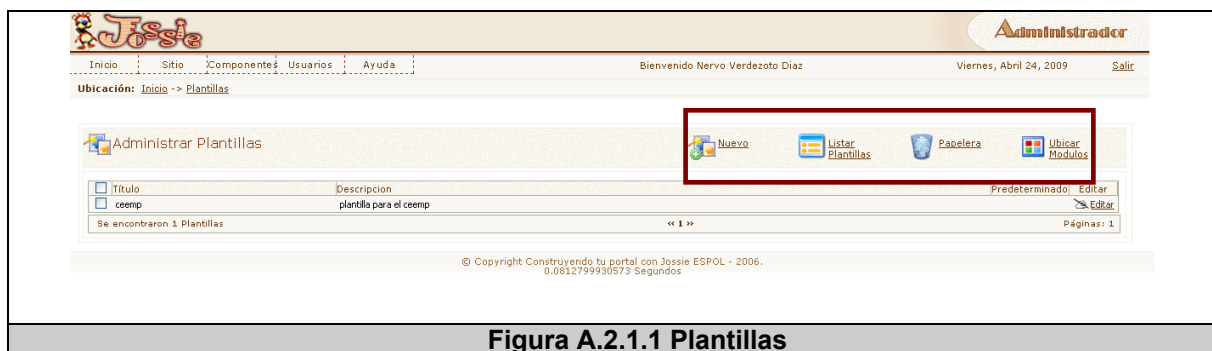 Jossie
Administrador
Inicio Sitio Componentes Usuarios Ayuda Bienvenido Nervo Verdezoto Diaz Viernes, Abril 24, 2009 Salir
Ubicación: Inicio -> Plantillas
Administrar Plantillas Nuevo Listar Plantillas Papelera Ubicar Modulos
Título Descripcion Predeterminado Editar
ceemp plantilla para el ceemp Editar
Se encontraron 1 Plantillas << 1 >> Páginas: 1
© Copyright Construyendo tu portal con Jossie ESPOL - 2006.
0.0812799930573 Segundos
Figura A.2.1.1 Plantillas